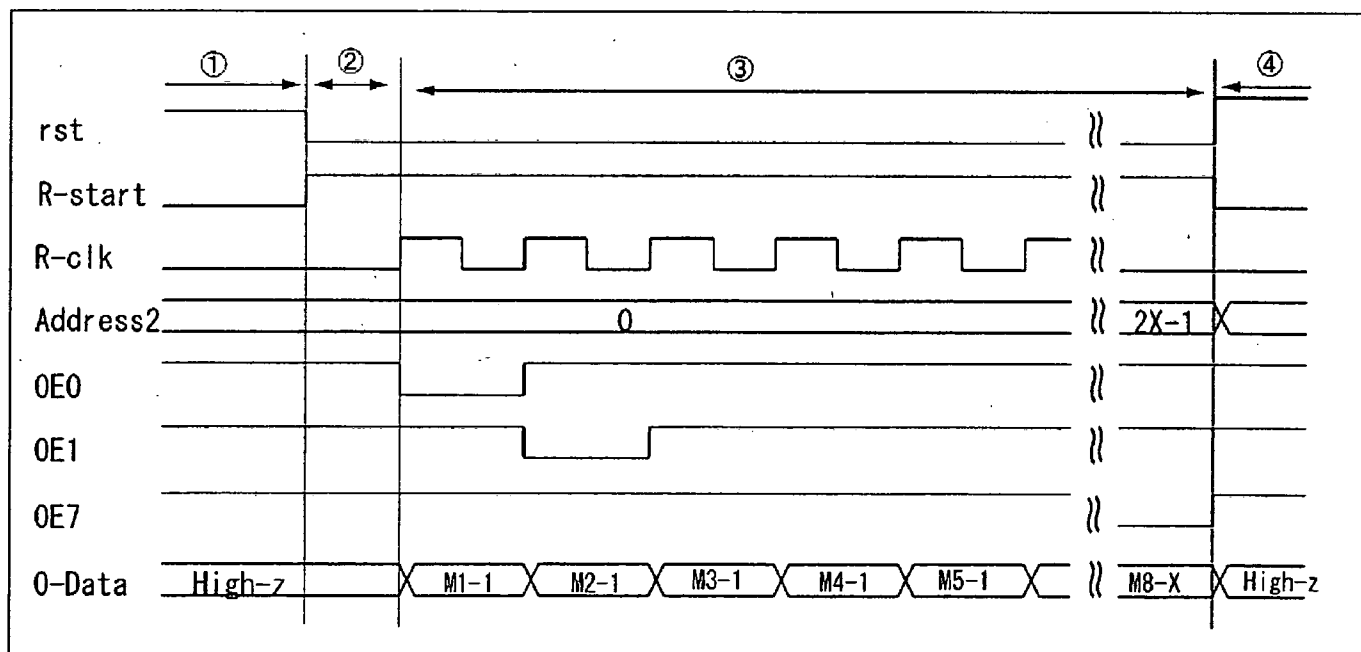 ① ② ③ ④
rst
R-start
R-clk
Address2 0 2X-1
OE0
OE1
OE7
O-Data High-z M1-1 M2-1 M3-1 M4-1 M5-1 M8-X High-z